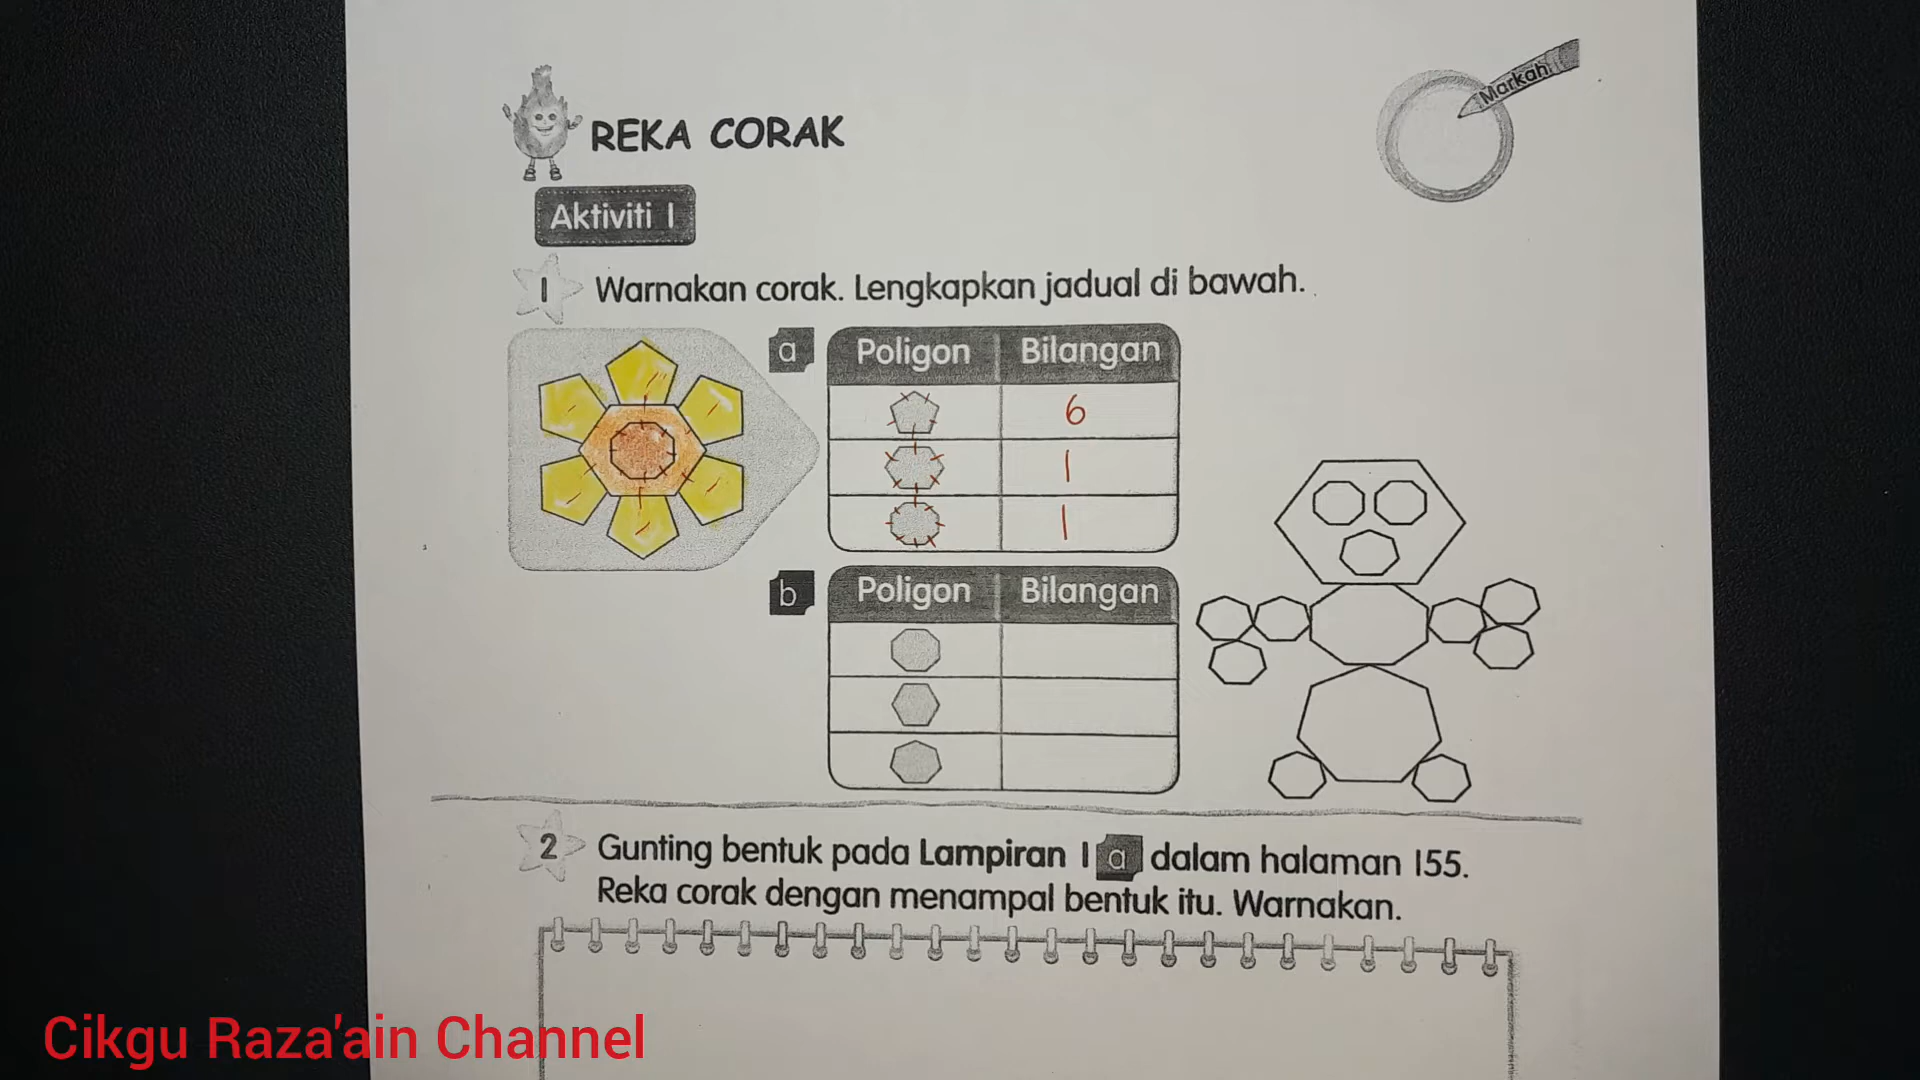 REKA CORAK
Markah
Aktiviti 1
1 Warnakan corak. Lengkapkan jadual di bawah.
a Poligon Bilangan
6
1
1
b Poligon Bilangan
2 Gunting bentuk pada Lampiran 1 a dalam halaman 155.
Reka corak dengan menampal bentuk itu. Warnakan.
Cikgu Raza'ain Channel